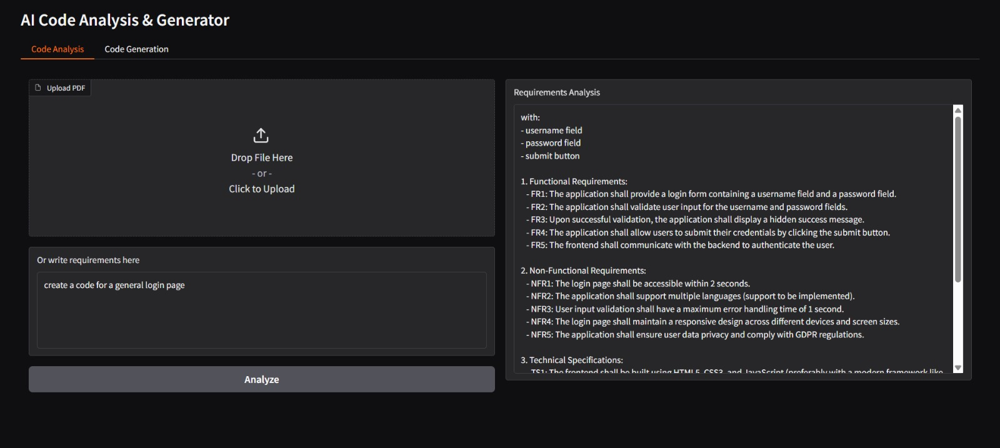 AI Code Analysis & Generator
Code Analysis
Code Generation
Upload PDF
Drop File Here
- or -
Click to Upload
Or write requirements here
create a code for a general login page
Analyze
Requirements Analysis
with:
- username field
- password field
- submit button
1. Functional Requirements:
- FR1: The application shall provide a login form containing a username field and a password field.
- FR2: The application shall validate user input for the username and password fields.
- FR3: Upon successful validation, the application shall display a hidden success message.
- FR4: The application shall allow users to submit their credentials by clicking the submit button.
- FR5: The frontend shall communicate with the backend to authenticate the user.
2. Non-Functional Requirements:
- NFR1: The login page shall be accessible within 2 seconds.
- NFR2: The application shall support multiple languages (support to be implemented).
- NFR3: User input validation shall have a maximum error handling time of 1 second.
- NFR4: The login page shall maintain a responsive design across different devices and screen sizes.
- NFR5: The application shall ensure user data privacy and comply with GDPR regulations.
3. Technical Specifications:
TS1: The frontend shall be built using HTML5, CSS3, and JavaScript (preferably with a modern framework like